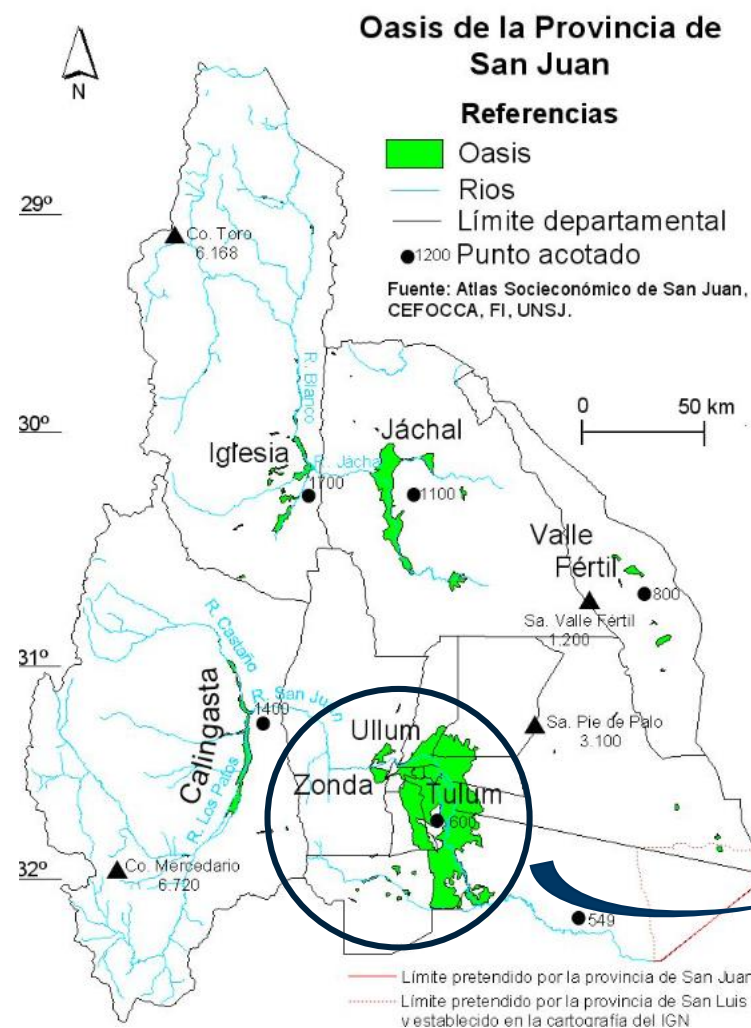 Oasis de la Provincia de
San Juan
N
Referencias
Oasis
Rios
Límite departamental
1200 Punto acotado
Fuente: Atlas Socieconómico de San Juan,
CEFOCCA, FI, UNSJ.
29º
Co. Toro
6.168
R. Blanco
0 50 km
30º
Iglesia
R. Jáchal
Jáchal
1700
1100
Valle
Fértil
800
Sa. Valle Fértil
1.200
R. Castaño
31º
R. San Juan
1400
Calingasta
Ullum
Sa. Pie de Palo
3.100
Zonda
Tulum
600
R. Los Patos
32º
Co. Mercedario
6.720
549
Límite pretendido por la provincia de San Juan
Límite pretendido por la provincia de San Luis
y establecido en la cartografía del IGN